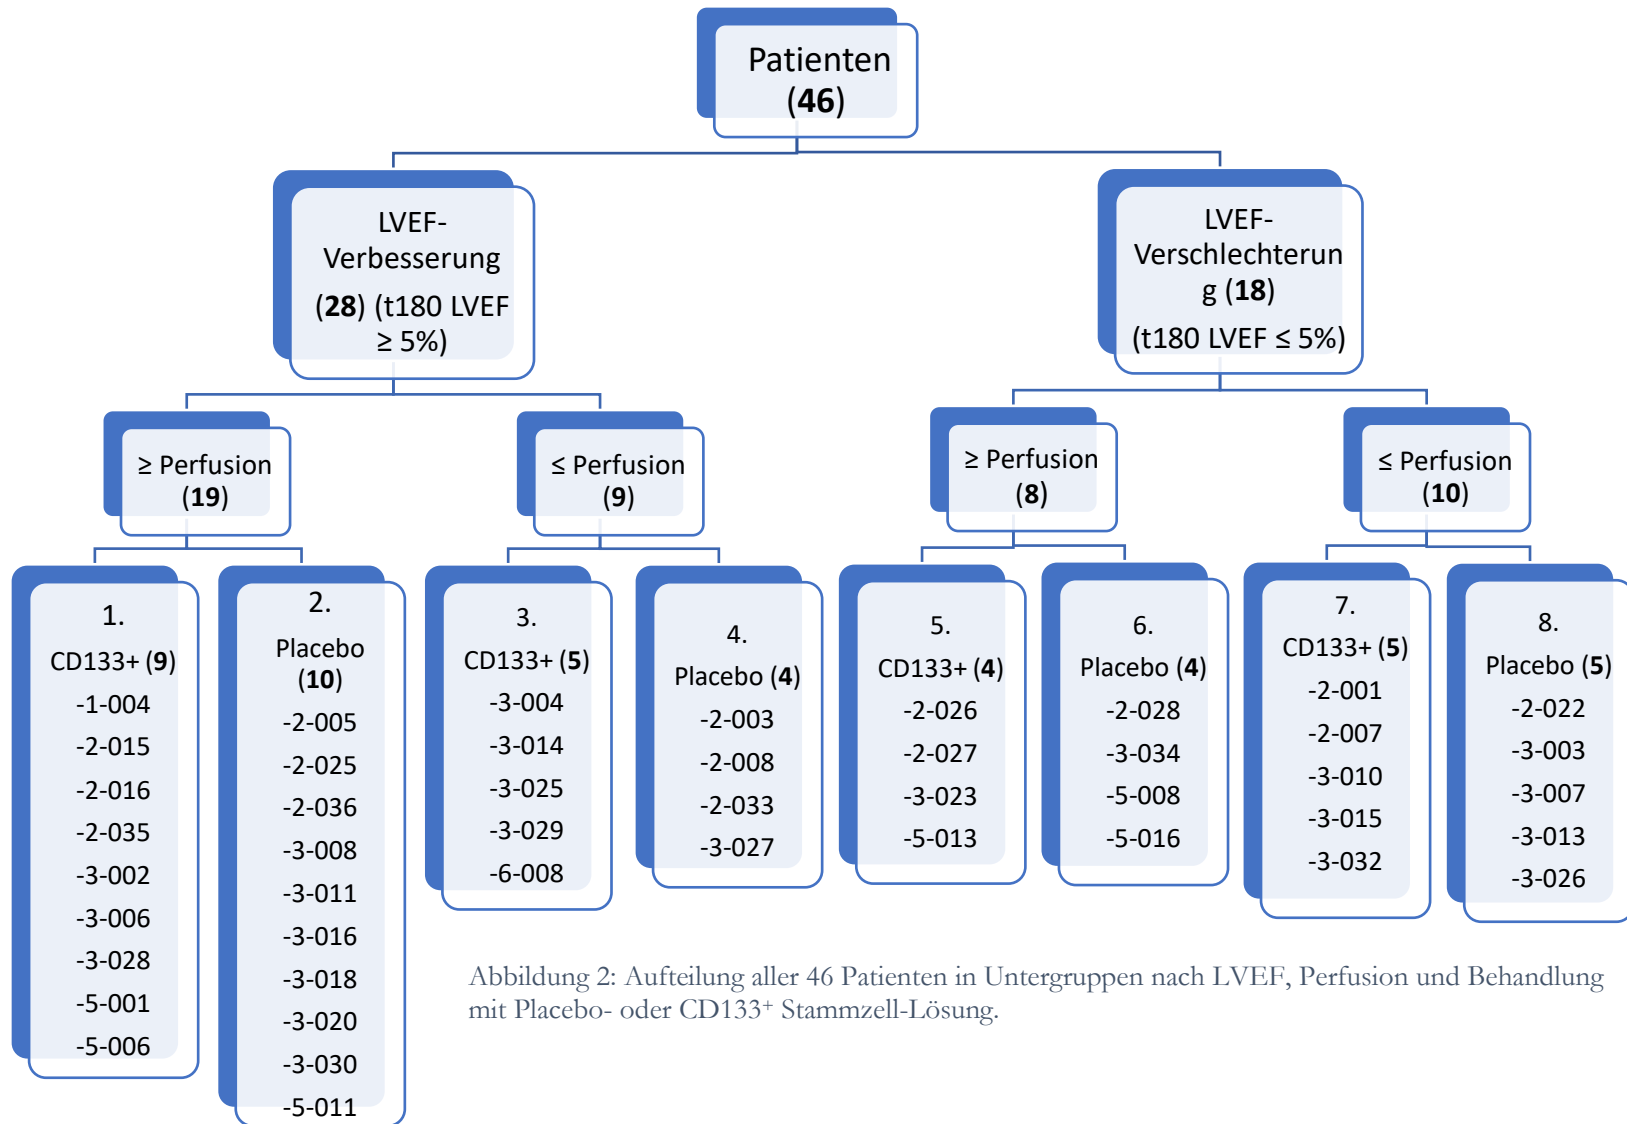 Patienten
(46)
LVEF-
Verbesserung
(28) (t180 LVEF
≥ 5%)
LVEF-
Verschlechterun
g (18)
(t180 LVEF ≤ 5%)
≥ Perfusion
(19)
≤ Perfusion
(9)
≥ Perfusion
(8)
≤ Perfusion
(10)
1.
CD133+ (9)
-1-004
-2-015
-2-016
-2-035
-3-002
-3-006
-3-028
-5-001
-5-006
2.
Placebo
(10)
-2-005
-2-025
-2-036
-3-008
-3-011
-3-016
-3-018
-3-020
-3-030
-5-011
3.
CD133+ (5)
-3-004
-3-014
-3-025
-3-029
-6-008
4.
Placebo (4)
-2-003
-2-008
-2-033
-3-027
5.
CD133+ (4)
-2-026
-2-027
-3-023
-5-013
6.
Placebo (4)
-2-028
-3-034
-5-008
-5-016
7.
CD133+ (5)
-2-001
-2-007
-3-010
-3-015
-3-032
8.
Placebo (5)
-2-022
-3-003
-3-007
-3-013
-3-026
Abbildung 2: Aufteilung aller 46 Patienten in Untergruppen nach LVEF, Perfusion und Behandlung
mit Placebo- oder CD133⁺ Stammzell-Lösung.